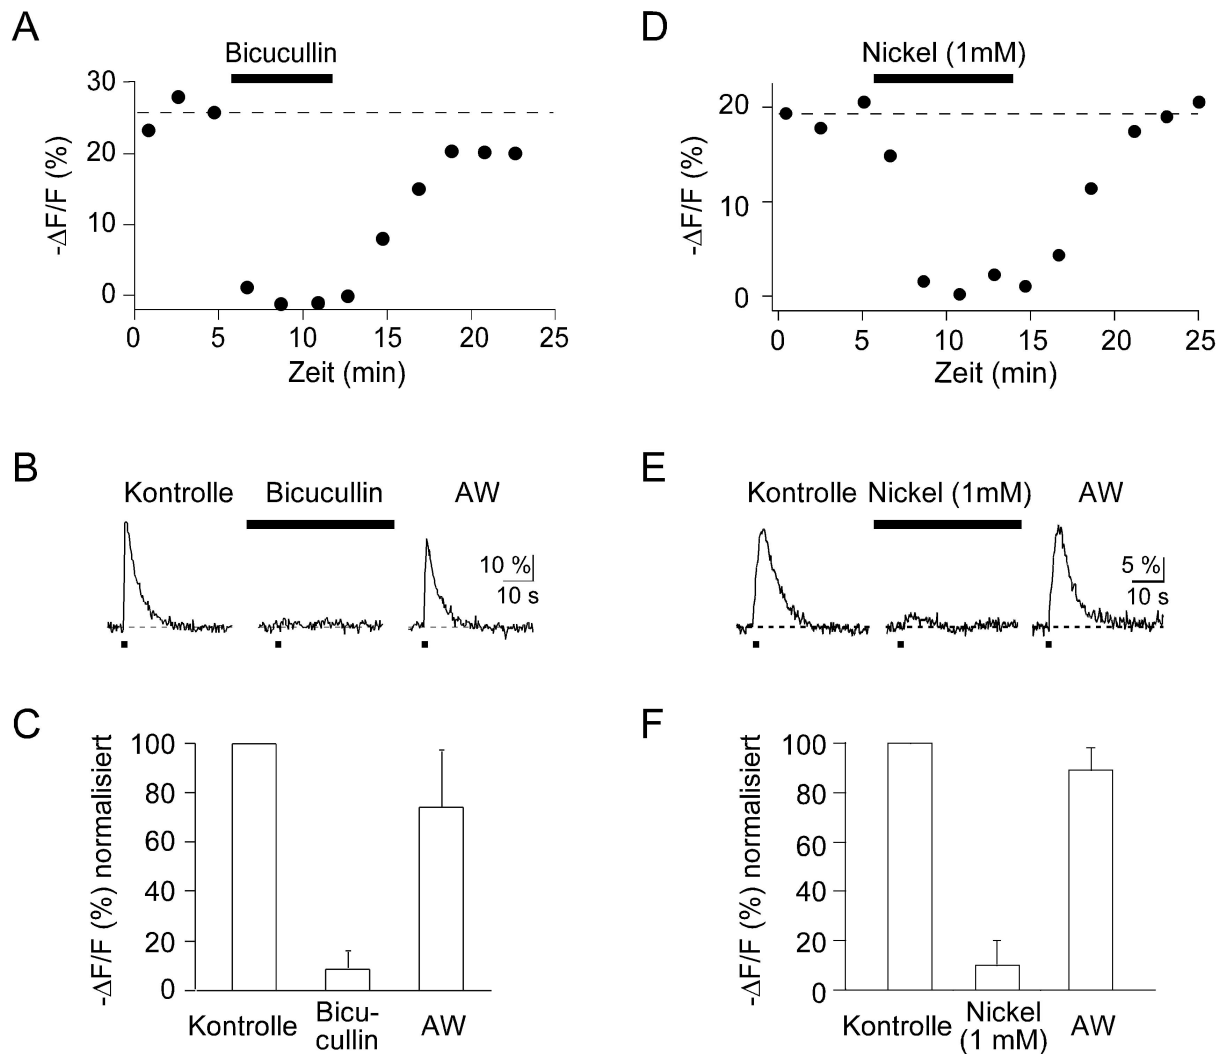 A
Bicucullin
30
20
10
0
-ΔF/F (%)
0 5 10 15 20 25
Zeit (min)
D
Nickel (1mM)
20
10
0
-ΔF/F (%)
0 5 10 15 20 25
Zeit (min)
B
Kontrolle Bicucullin AW
10 %
10 s
E
Kontrolle Nickel (1mM) AW
5 %
10 s
C
100
80
60
40
20
0
-ΔF/F (%) normalisiert
Kontrolle
Bicu-
cullin
AW
F
100
80
60
40
20
0
-ΔF/F (%) normalisiert
Kontrolle
Nickel
(1 mM)
AW